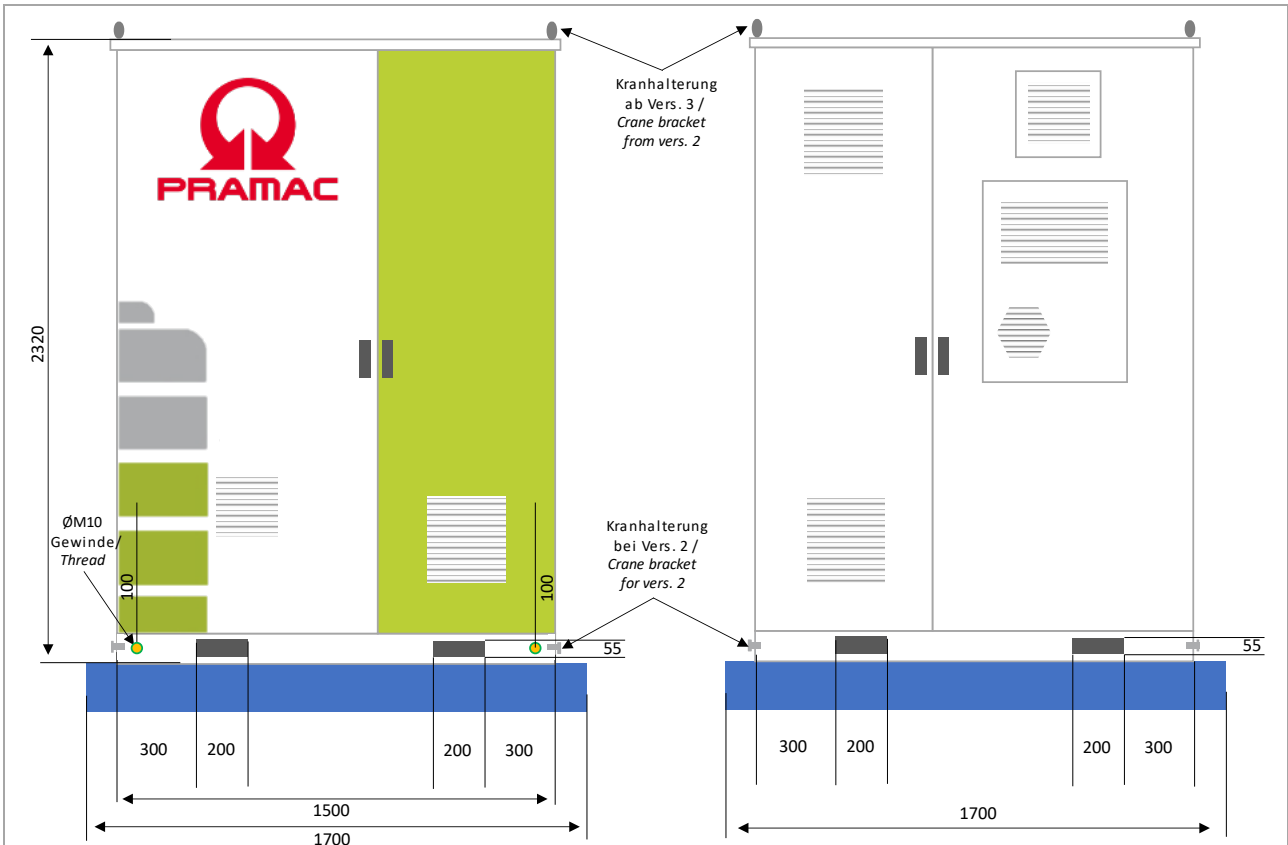 Kranhalterung
ab Vers. 3 /
Crane bracket
from vers. 2
PRAMAC
2320
ØM10
Gewinde/
Thread
100
100
Kranhalterung
bei Vers. 2 /
Crane bracket
for vers. 2
55
55
300
200
200
300
300
200
200
300
1500
1700
1700